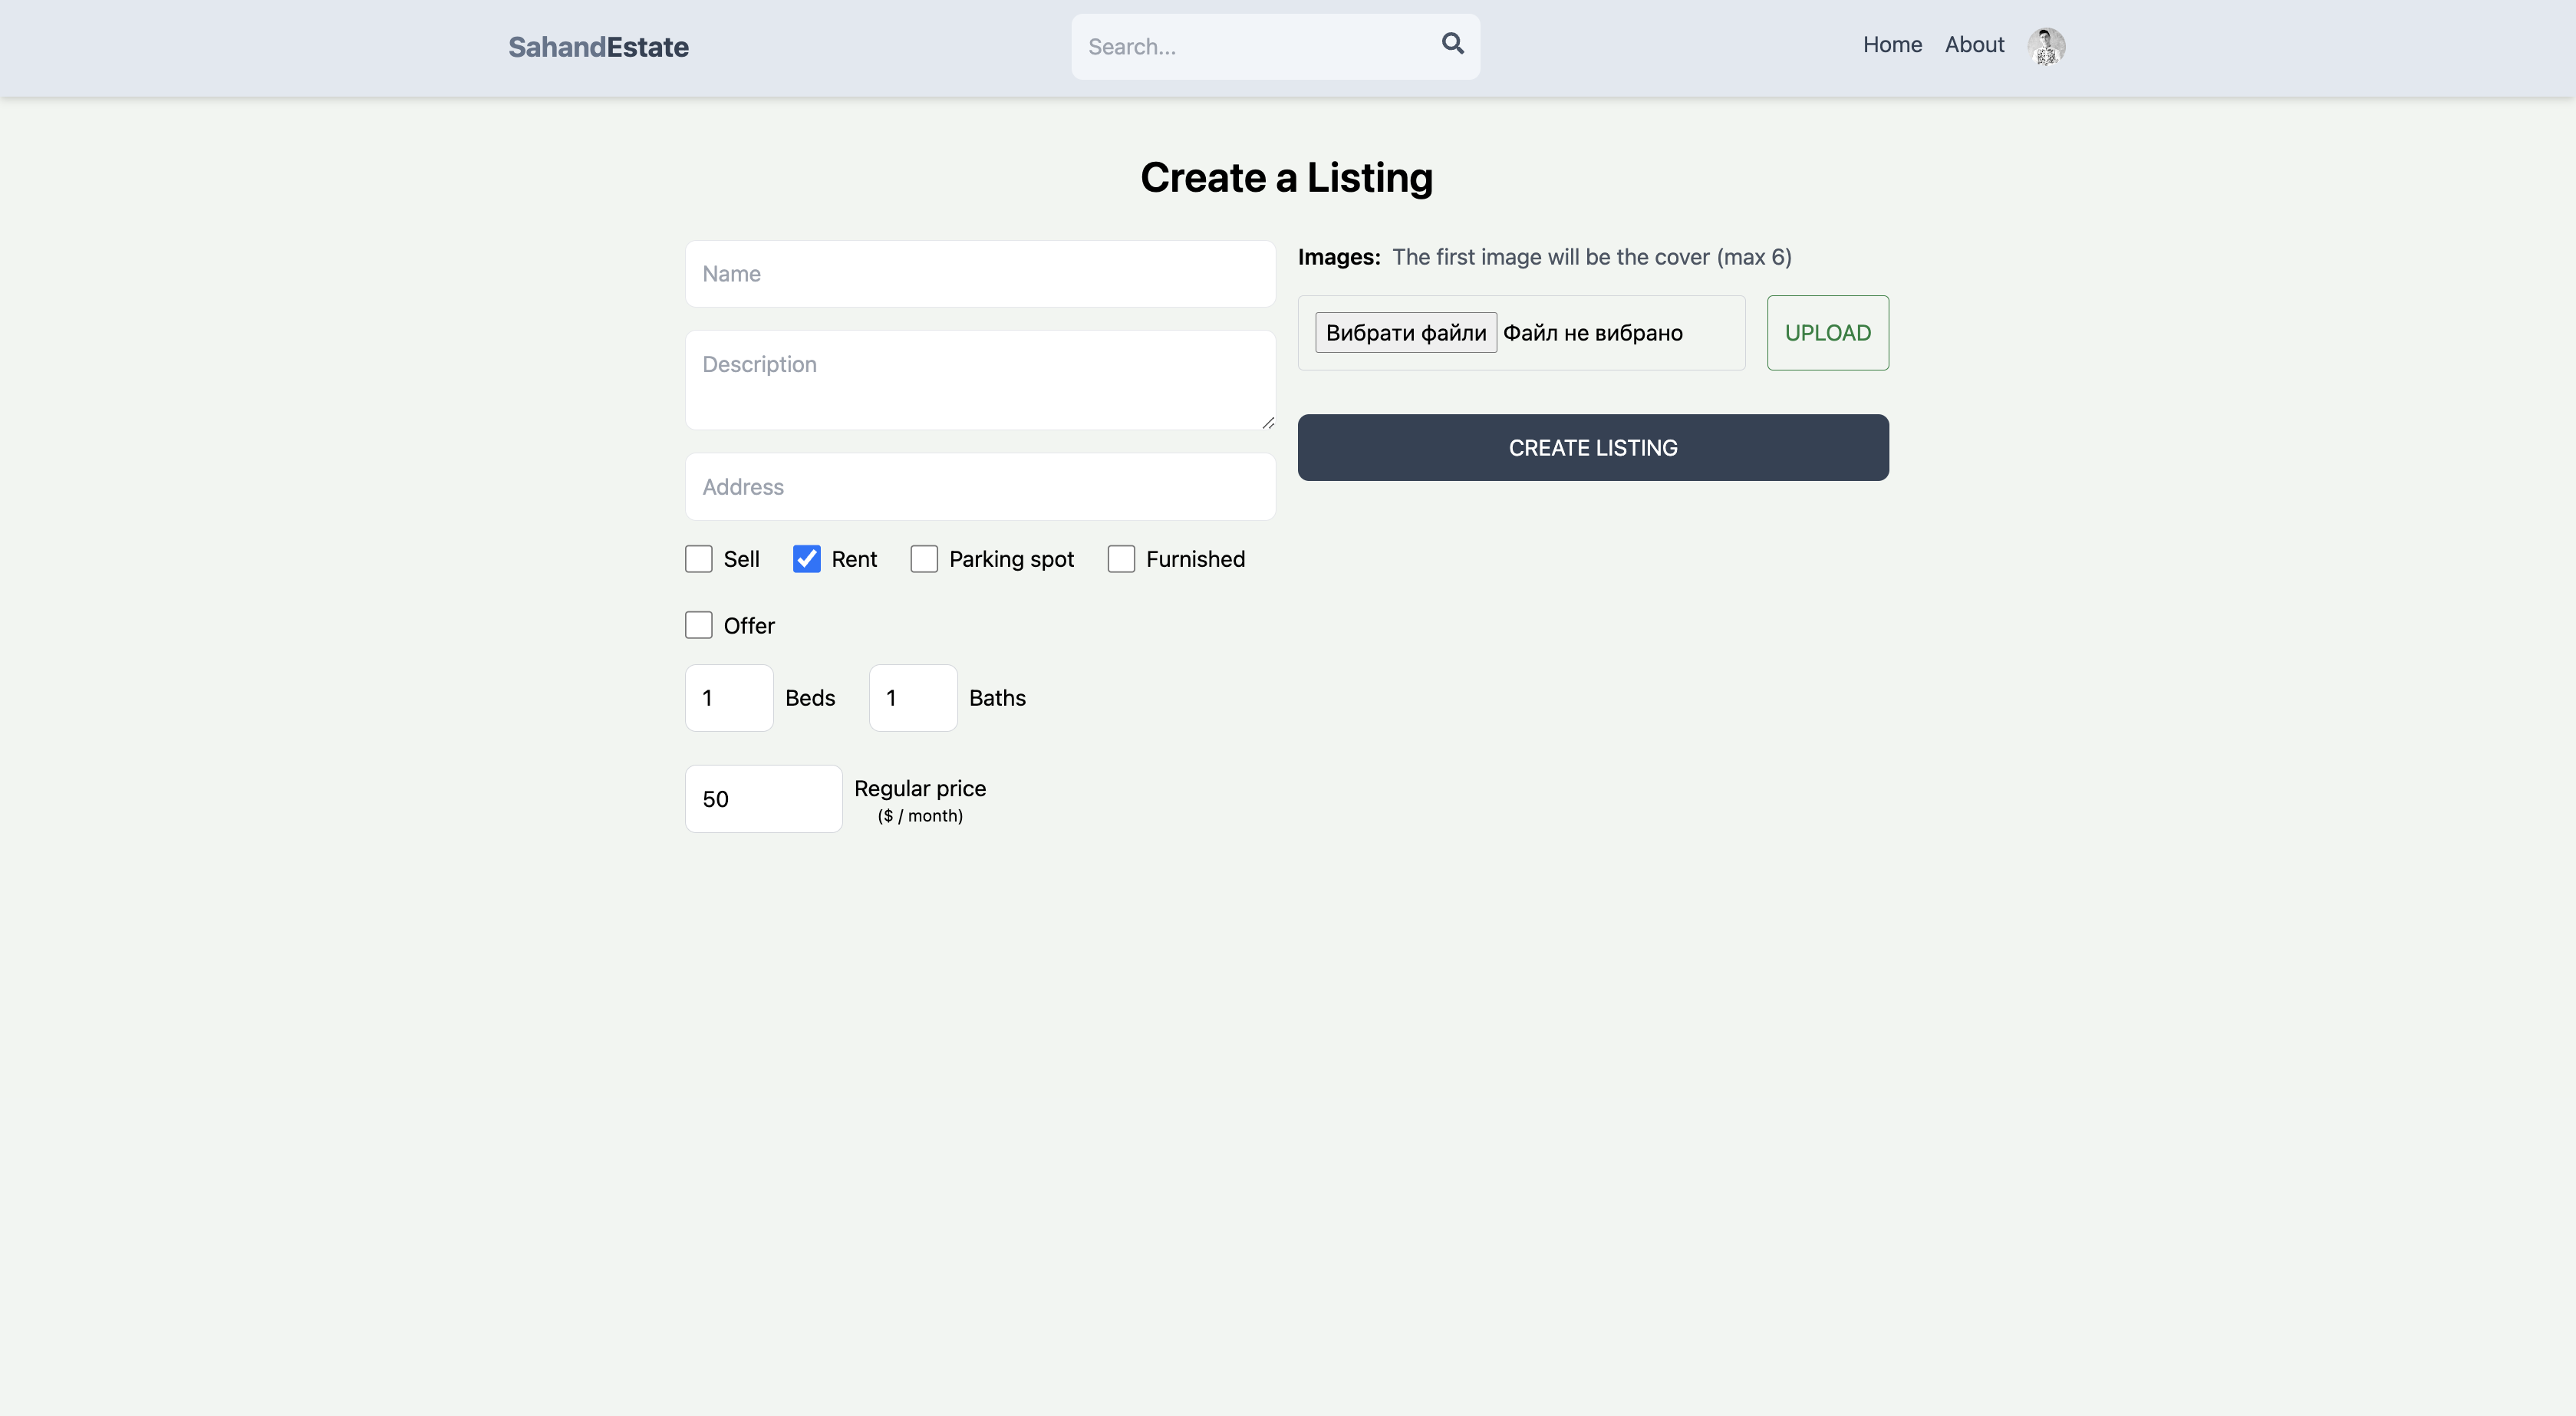 SahandEstate
Search...
Home About
Create a Listing
Name
Description
Address
Sell Rent Parking spot Furnished
Offer
1 Beds 1 Baths
50 Regular price
($ / month)
Images: The first image will be the cover (max 6)
Вибрати файли Файл не вибрано UPLOAD
CREATE LISTING